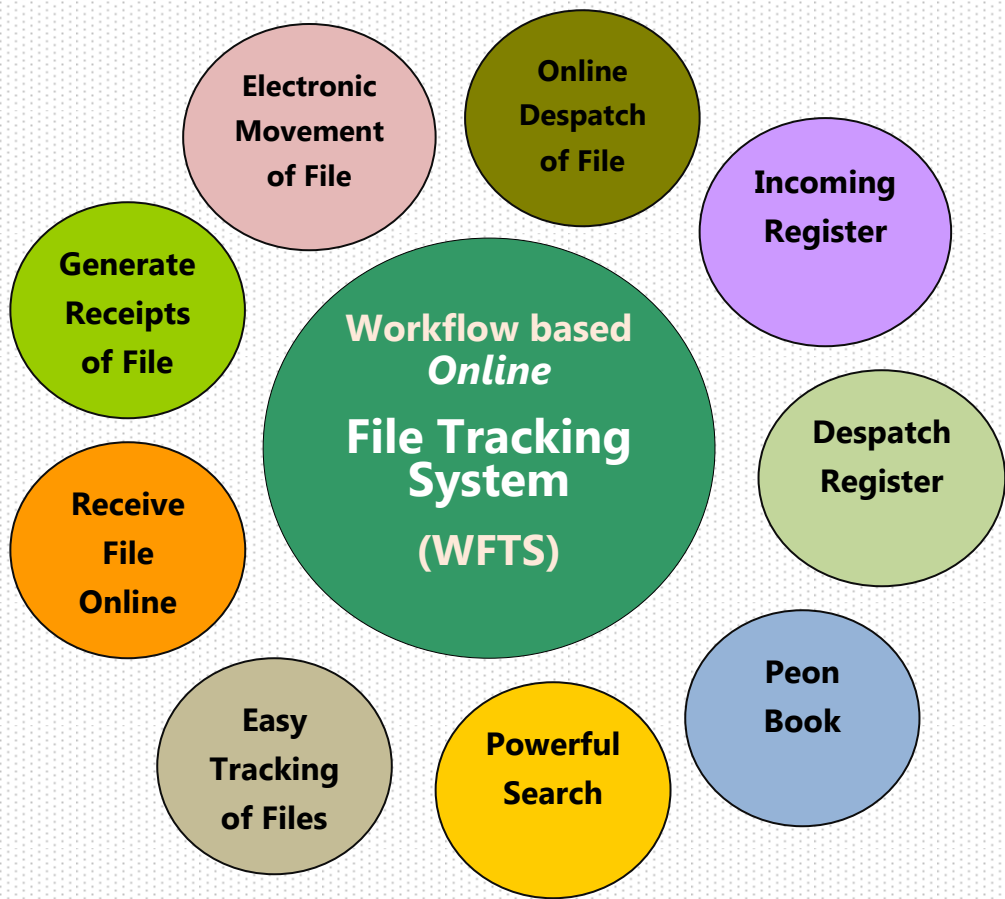 Electronic
Movement
of File
Online
Despatch
of File
Incoming
Register
Generate
Receipts
of File
Workflow based
Online
File Tracking
System
(WFTS)
Despatch
Register
Receive
File
Online
Peon
Book
Easy
Tracking
of Files
Powerful
Search